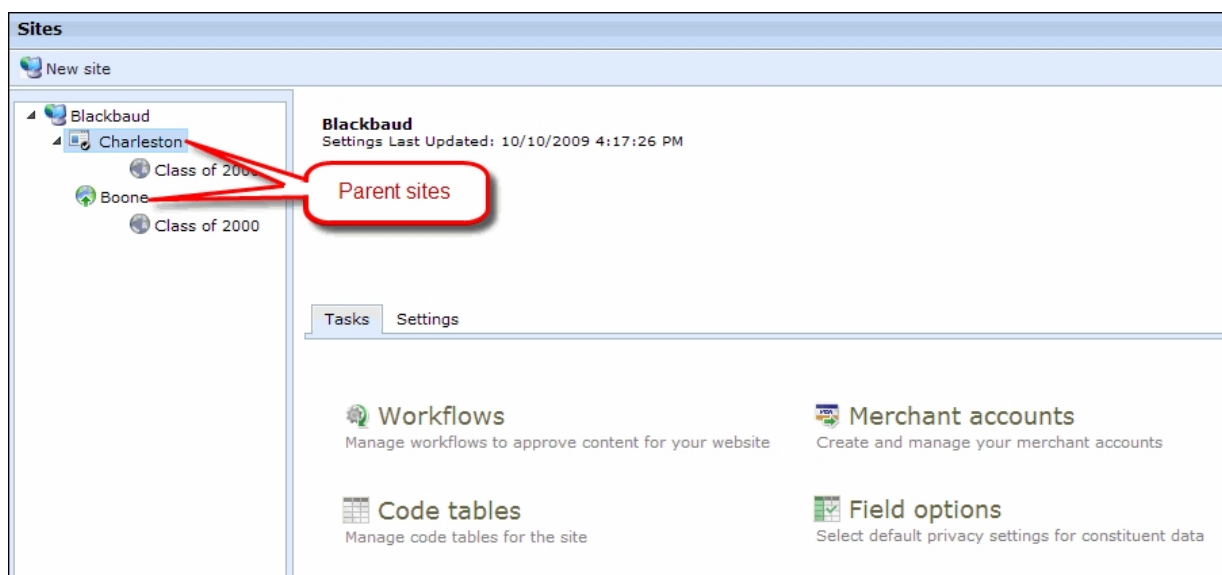 Sites
New site
Blackbaud
Charleston
Class of 2000
Boone
Class of 2000
Parent sites
Blackbaud
Settings Last Updated: 10/10/2009 4:17:26 PM
Tasks Settings
Workflows
Manage workflows to approve content for your website
Merchant accounts
Create and manage your merchant accounts
Code tables
Manage code tables for the site
Field options
Select default privacy settings for constituent data